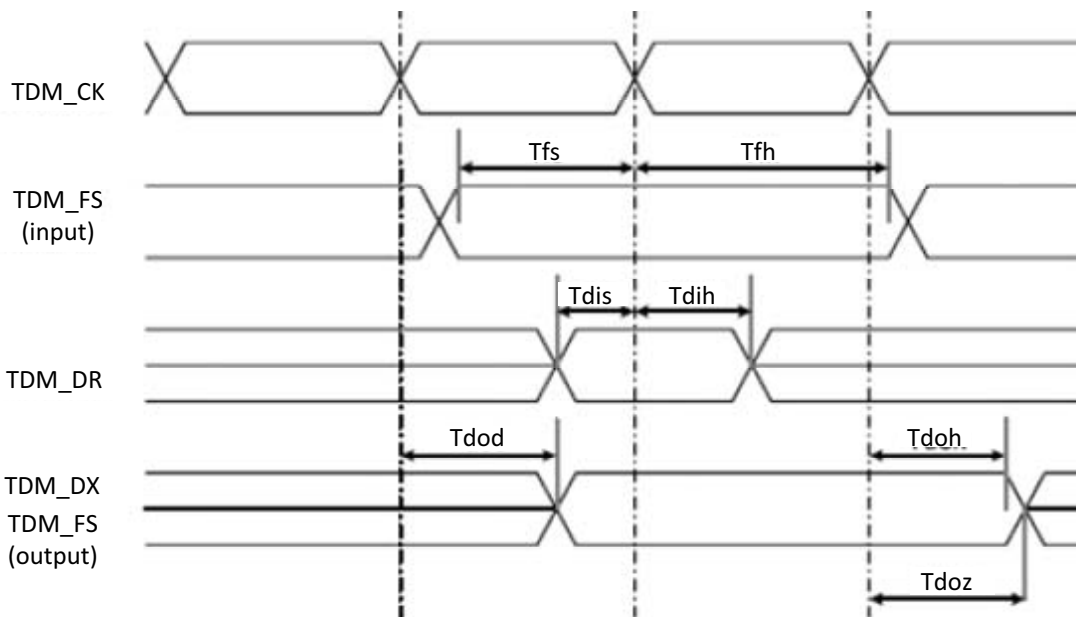 TDM_CK
Tfs
Tfh
TDM_FS
(input)
Tdis
Tdih
TDM_DR
Tdod
Tdoh
TDM_DX
TDM_FS
(output)
Tdoz